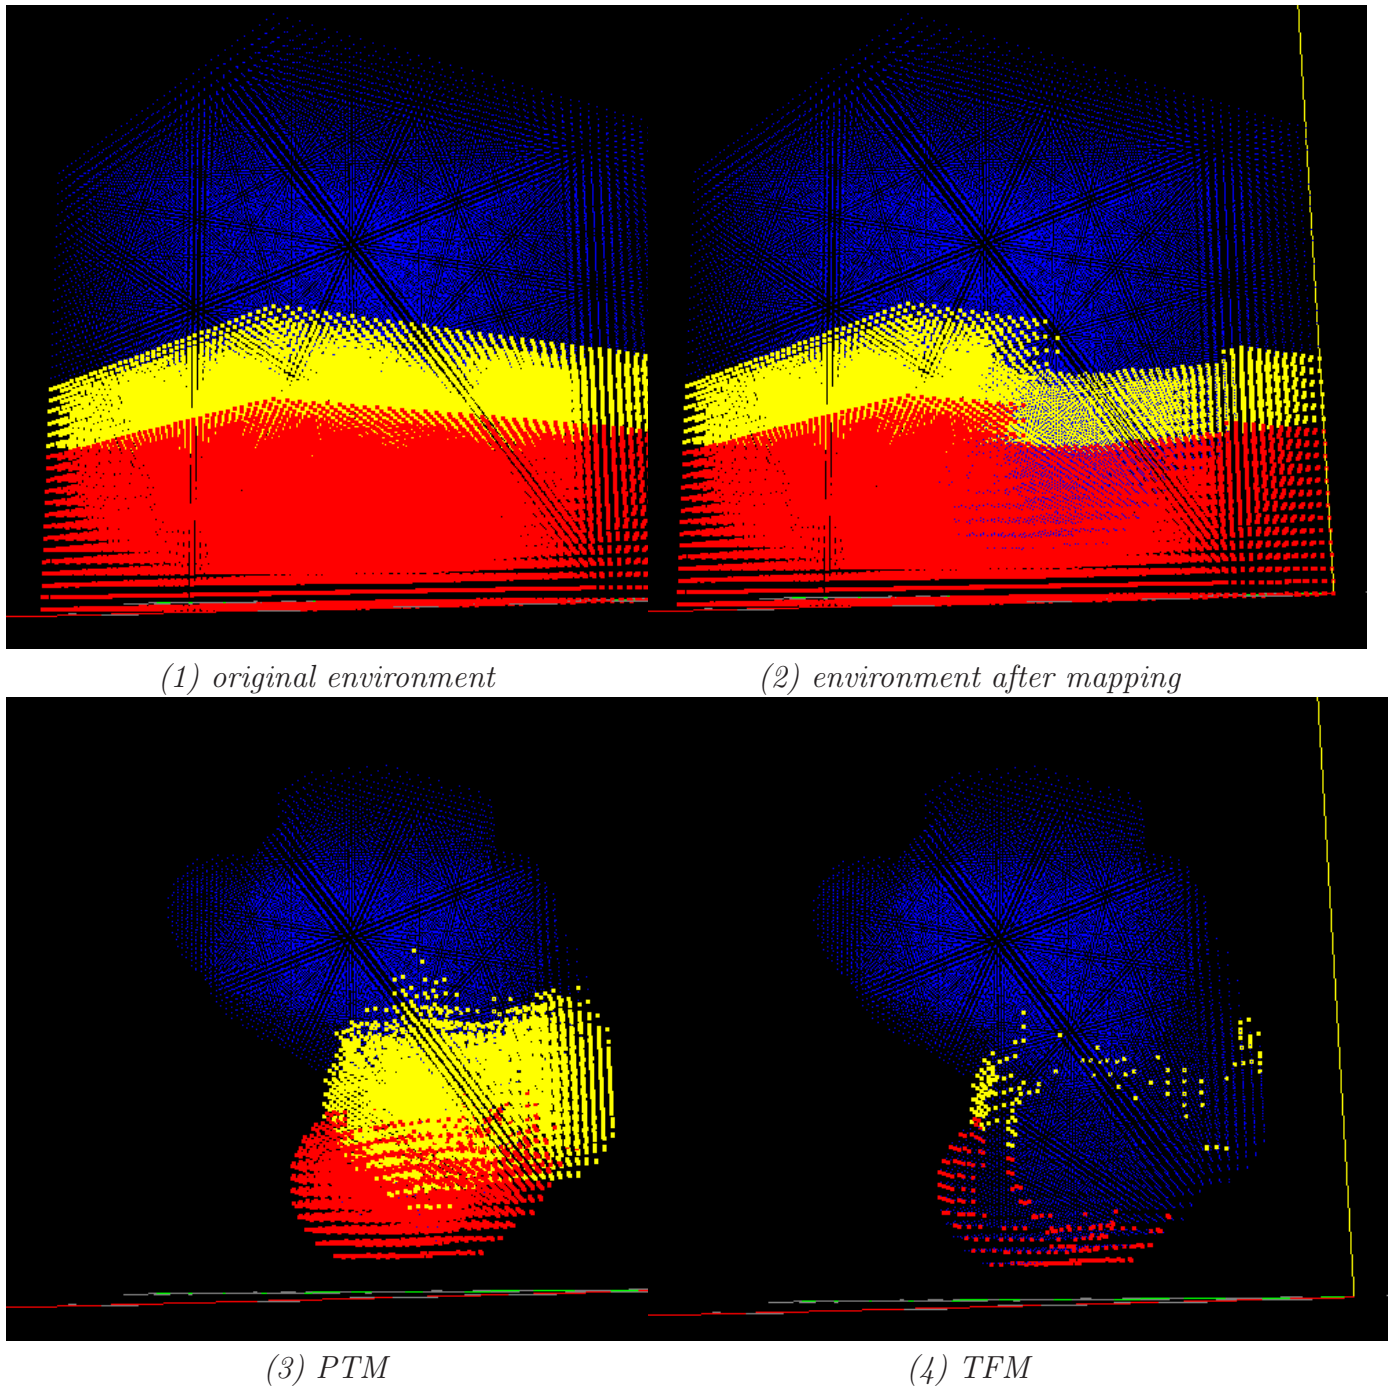 (1) original environment
(2) environment after mapping
(3) PTM
(4) TFM